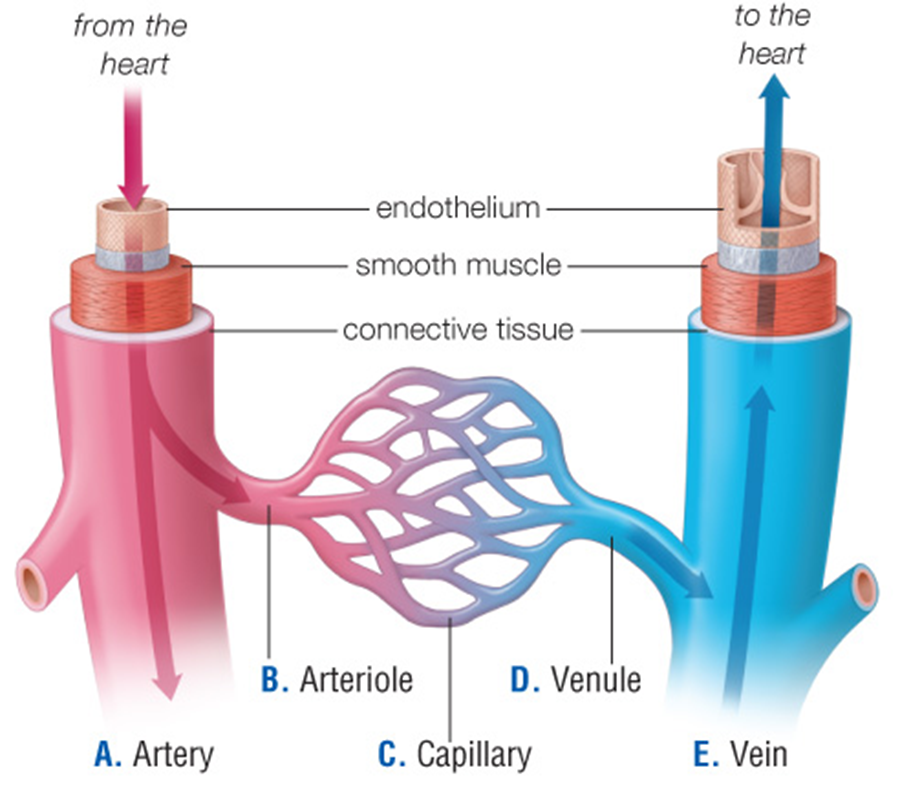 from the
heart
to the
heart
endothelium
smooth muscle
connective tissue
B. Arteriole
D. Venule
A. Artery
C. Capillary
E. Vein